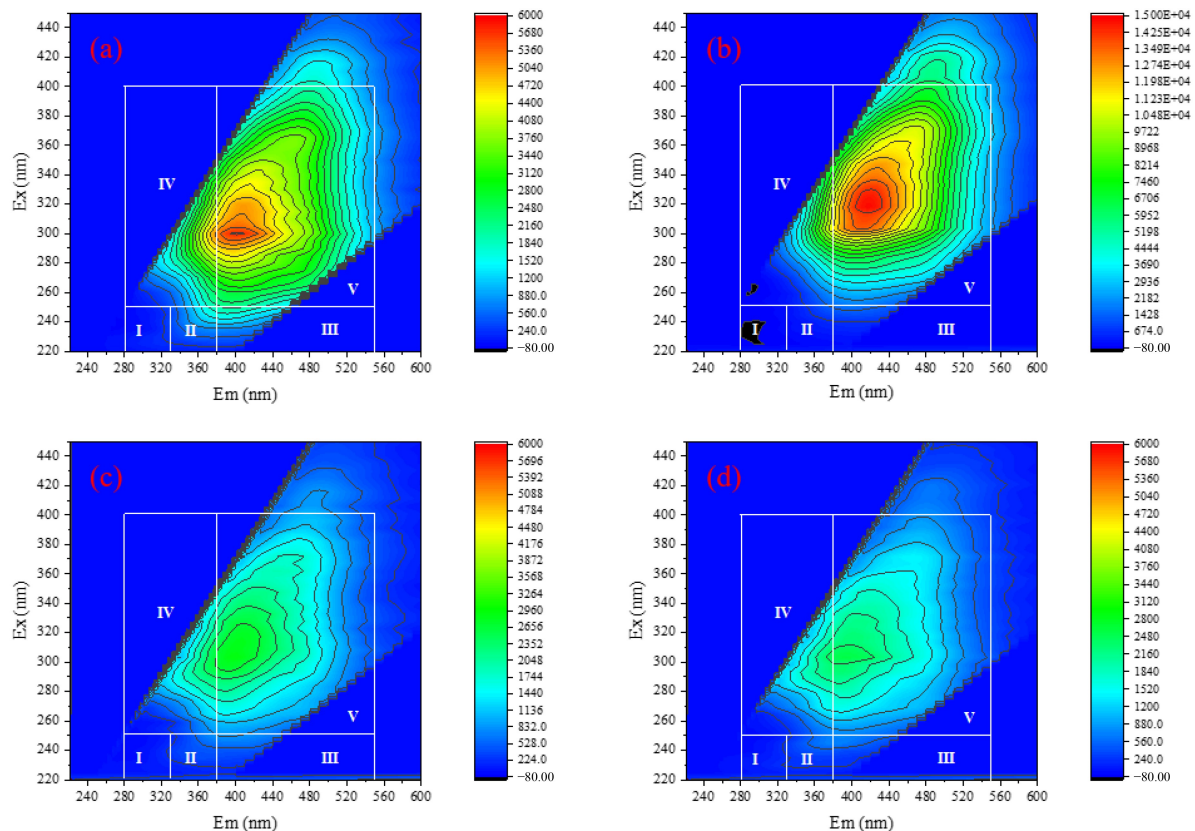 (a)
Ex (nm)
440
420
400
380
360
340
320
300
280
260
240
220
IV
V
I
II
III
240 280 320 360 400 440 480 520 560 600
Em (nm)
6000
5680
5360
5040
4720
4400
4080
3760
3440
3120
2800
2480
2160
1840
1520
1200
880.0
560.0
240.0
−80.00
(b)
Ex (nm)
440
420
400
380
360
340
320
300
280
260
240
220
IV
V
I
II
III
240 280 320 360 400 440 480 520 560 600
Em (nm)
1.500E+04
1.425E+04
1.349E+04
1.274E+04
1.198E+04
1.123E+04
1.048E+04
9722
8968
8214
7460
6706
5952
5198
4444
3690
2936
2182
1428
674.0
−80.00
(c)
Ex (nm)
440
420
400
380
360
340
320
300
280
260
240
220
IV
V
I
II
III
240 280 320 360 400 440 480 520 560 600
Em (nm)
6000
5696
5392
5088
4784
4480
4176
3872
3568
3264
2960
2656
2352
2048
1744
1440
1136
832.0
528.0
224.0
−80.00
(d)
Ex (nm)
440
420
400
380
360
340
320
300
280
260
240
220
IV
V
I
II
III
240 280 320 360 400 440 480 520 560 600
Em (nm)
6000
5680
5360
5040
4720
4400
4080
3760
3440
3120
2800
2480
2160
1840
1520
1200
880.0
560.0
240.0
−80.00